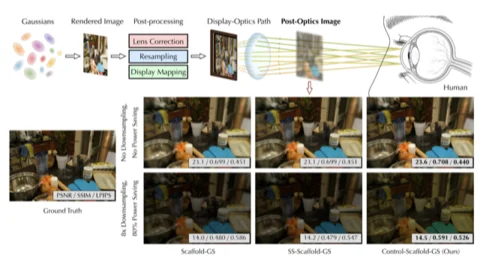 Gaussians
Rendered Image
Post-processing
Display-Optics Path
Post-Optics Image
Lens Correction
Resampling
Display Mapping
Human
No Downsampling,
No Power Saving
23.1 / 0.699 / 0.451
23.1 / 0.699 / 0.451
23.6 / 0.708 / 0.440
PSNR / SSIM / LPIPS
Ground Truth
8x Downsampling,
80% Power Saving
14.0 / 0.480 / 0.586
14.2 / 0.479 / 0.547
14.5 / 0.591 / 0.526
Scaffold-GS
SS-Scaffold-GS
Control-Scaffold-GS (Ours)